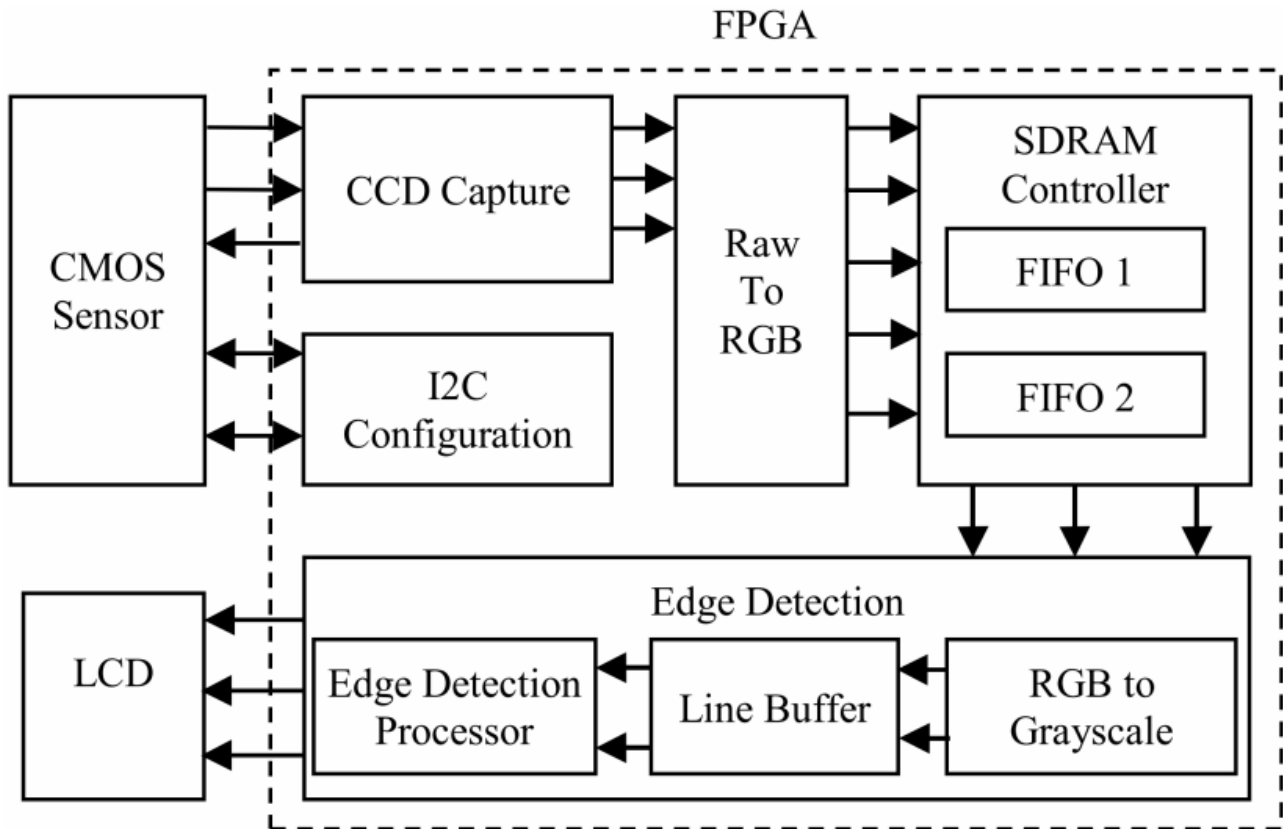 FPGA
CMOS
Sensor
CCD Capture
I2C
Configuration
Raw
To
RGB
SDRAM
Controller
FIFO 1
FIFO 2
Edge Detection
RGB to
Grayscale
Line Buffer
Edge Detection
Processor
LCD